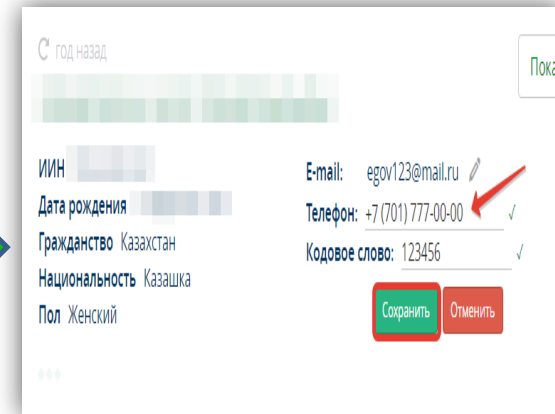 год назад
Пока
ИИН
Дата рождения
Гражданство Казахстан
Национальность Казашка
Пол Женский
E-mail: egov123@mail.ru
Телефон: +7 (701) 777-00-00
Кодовое слово: 123456
Сохранить Отменить